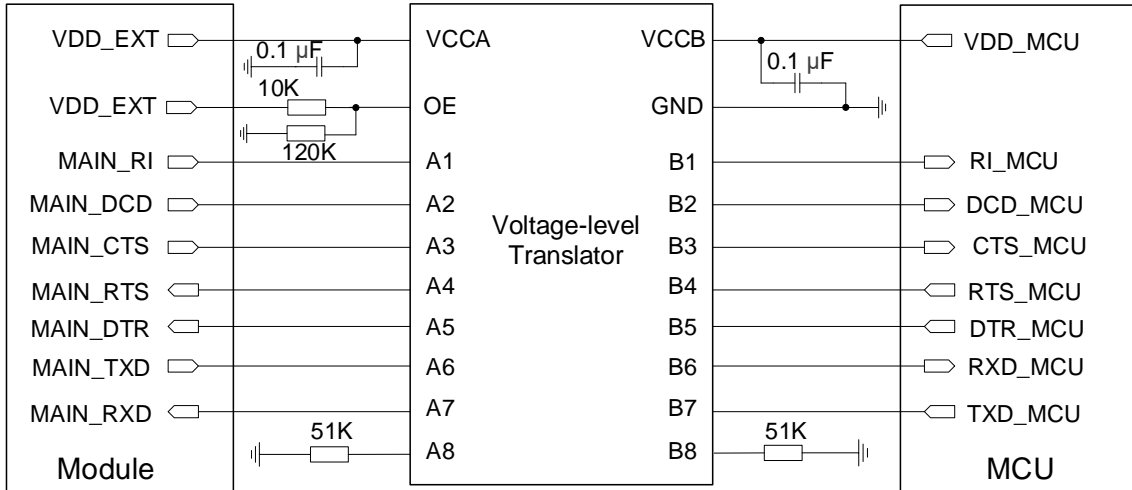 VDD_EXT
0.1 µF
VCCA
VCCB
0.1 µF
VDD_MCU
VDD_EXT
10K
OE
GND
120K
MAIN_RI
A1
B1
RI_MCU
MAIN_DCD
A2
B2
DCD_MCU
Voltage-level
Translator
MAIN_CTS
A3
B3
CTS_MCU
MAIN_RTS
A4
B4
RTS_MCU
MAIN_DTR
A5
B5
DTR_MCU
MAIN_TXD
A6
B6
RXD_MCU
MAIN_RXD
A7
B7
TXD_MCU
51K
A8
B8
51K
Module
MCU